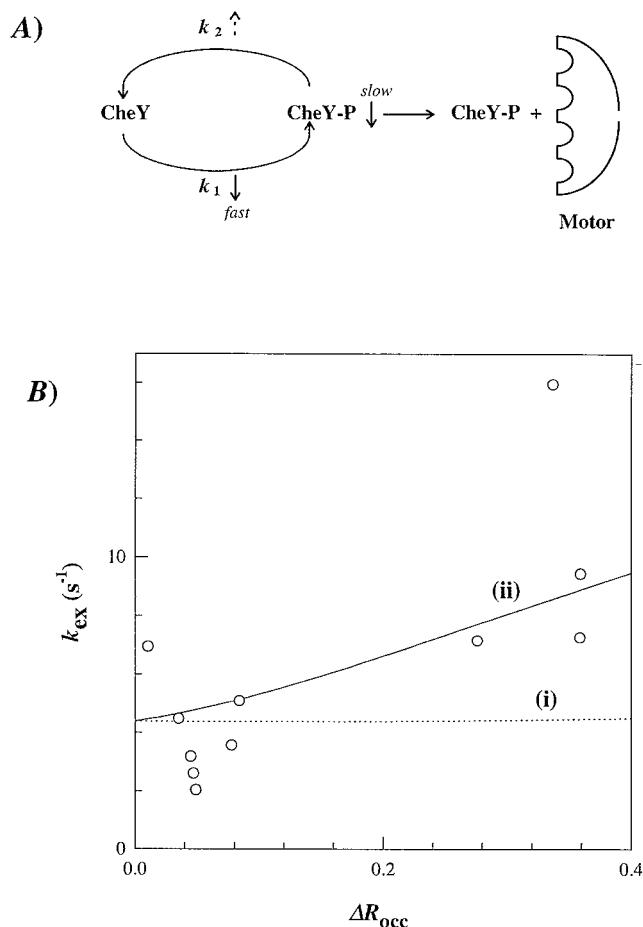 A)
k2
slow
CheY
CheY-P
CheY-P +
k1
fast
Motor
B)
10
(ii)
kex (s-1)
(i)
0
0.0
0.2
0.4
ΔRocc